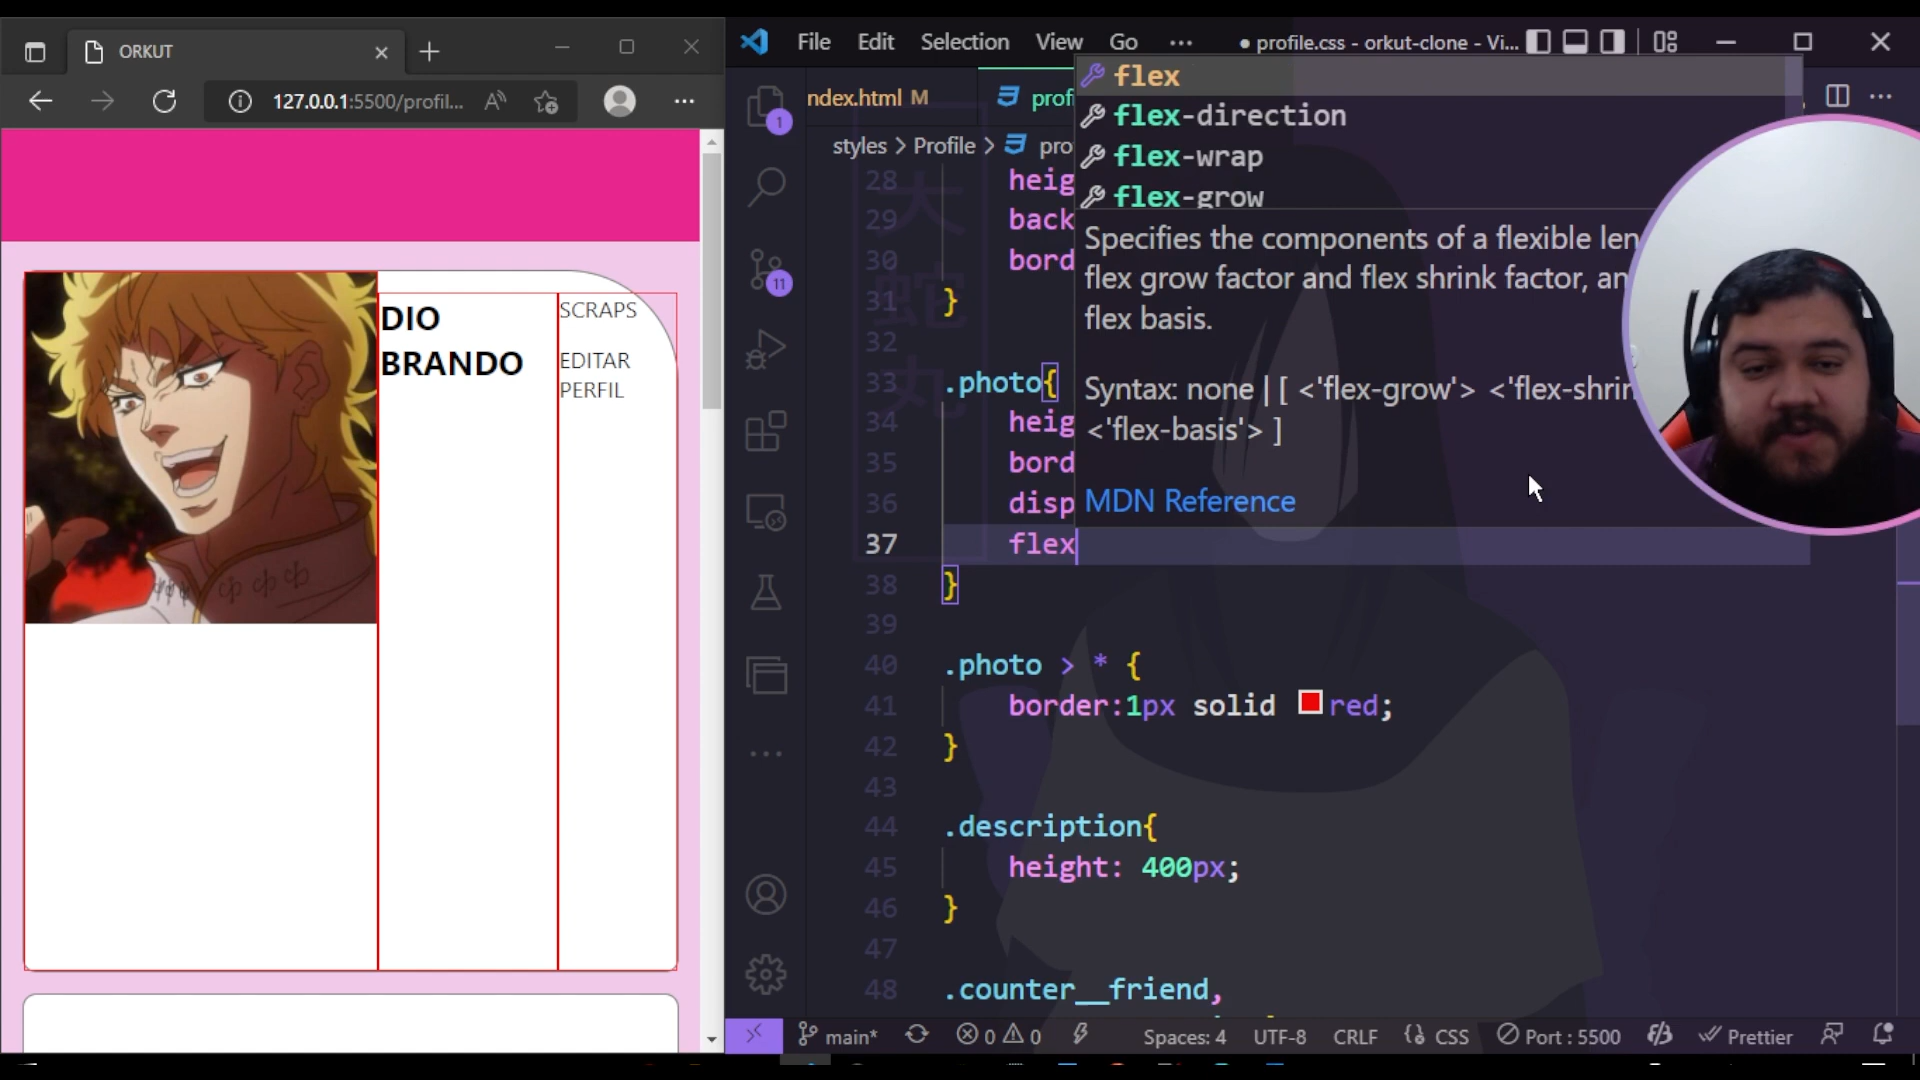 ORKUT
127.0.0.1:5500/profil...
DIO
BRANDO
SCRAPS
EDITAR
PERFIL
File Edit Selection View Go ...
● profile.css - orkut-clone - Vi...
ndex.html M
prof
styles > Profile > pro
1
11
28 heig
29 back
30 bord
31 }
32
33 .photo{
34 heig
35 bord
36 disp
37 flex
38 }
39
40 .photo > * {
41 border:1px solid red;
42 }
43
44 .description{
45 height: 400px;
46 }
47
48 .counter__friend,
flex
flex-direction
flex-wrap
flex-grow
Specifies the components of a flexible len
flex grow factor and flex shrink factor, an
flex basis.
Syntax: none | [ <'flex-grow'> <'flex-shrin
<'flex-basis'> ]
MDN Reference
大
蛇
丸
main* 0 0 Spaces: 4 UTF-8 CRLF CSS Port : 5500 Prettier